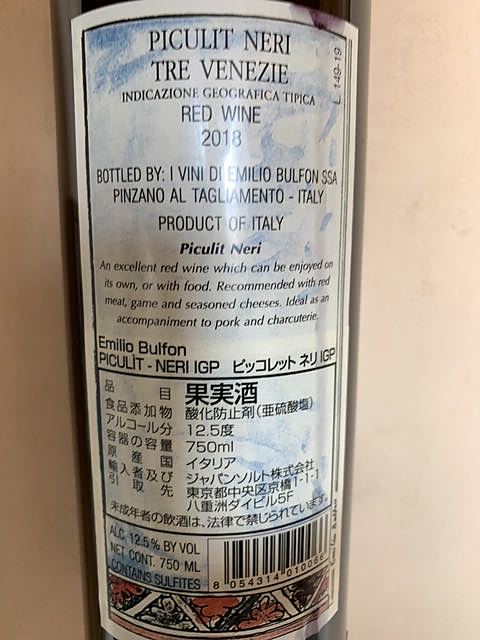 PICULIT NERI
TRE VENEZIE
INDICAZIONE GEOGRAFICA TIPICA
RED WINE
2018
L. 149-19
BOTTLED BY: I VINI DI EMILIO BULFON SSA
PINZANO AL TAGLIAMENTO - ITALY
PRODUCT OF ITALY
Piculit Neri
An excellent red wine which can be enjoyed on
its own, or with food. Recommended with red
meat, game and seasoned cheeses. Ideal as an
accompaniment to pork and charcuterie.
Emilio Bulfon
PICULÌT - NERI IGP ピッコレット ネリ IGP
品目 果実酒
食品添加物 酸化防止剤(亜硫酸塩)
アルコール分 12.5度
容器の容量 750ml
原産国 イタリア
輸入者及び ジャパンソルト株式会社
引取先 東京都中央区京橋1-1-1
八重洲ダイビル5F
未成年者の飲酒は、法律で禁じられています。
ALC. 12.5% BY VOL
NET CONT. 750 ML
CONTAINS SULFITES
8 054314 01006